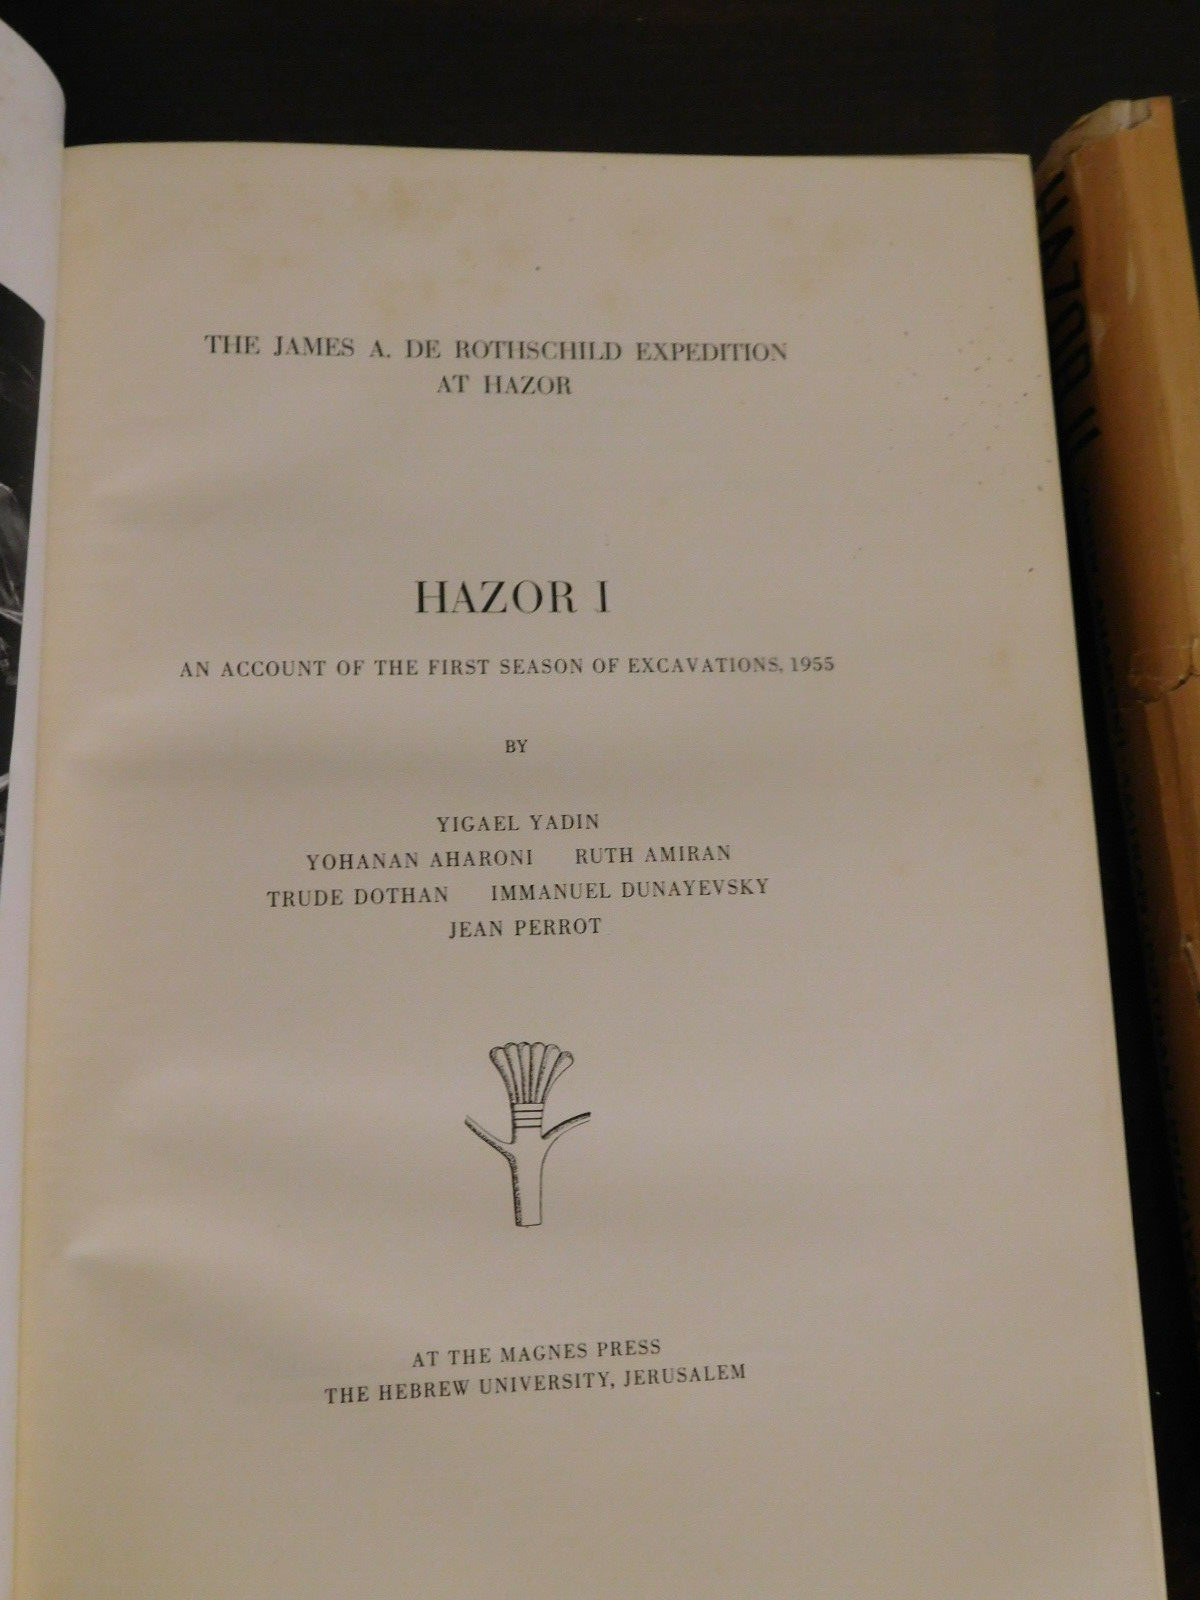 THE JAMES A. DE ROTHSCHILD EXPEDITION
AT HAZOR
HAZOR I
AN ACCOUNT OF THE FIRST SEASON OF EXCAVATIONS, 1955
BY
YIGAEL YADIN
YOHANAN AHARONI RUTH AMIRAN
TRUDE DOTHAN IMMANUEL DUNAYEVSKY
JEAN PERROT
AT THE MAGNES PRESS
THE HEBREW UNIVERSITY, JERUSALEM
HAZOR II